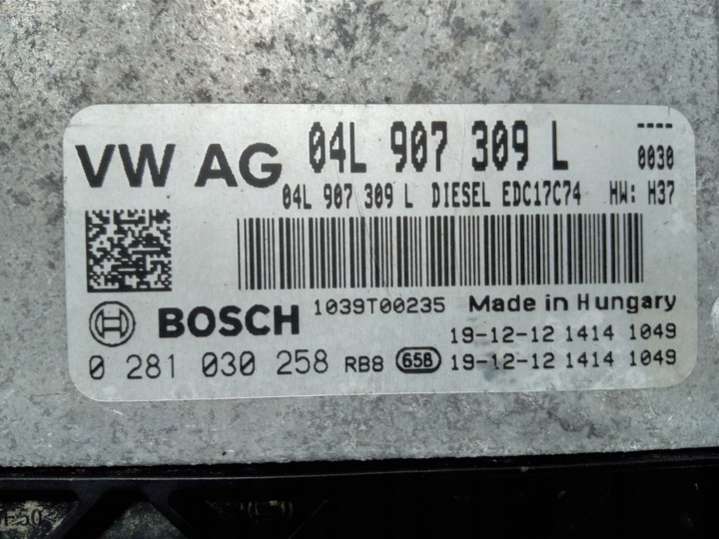 VW AG 04L 907 309 L ----
0030
04L 907 309 L DIESEL EDC17C74 HW: H37
BOSCH 1039T00235 Made in Hungary
19-12-12 1414 1049
0 281 030 258 RB8 65B 19-12-12 1414 1049